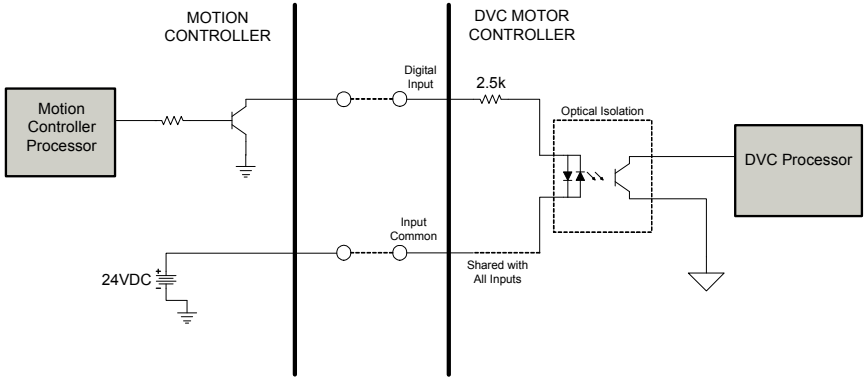 MOTION
CONTROLLER
DVC MOTOR
CONTROLLER
Motion
Controller
Processor
Digital
Input
2.5k
Optical Isolation
DVC Processor
Input
Common
Shared with
All Inputs
24VDC
+
-